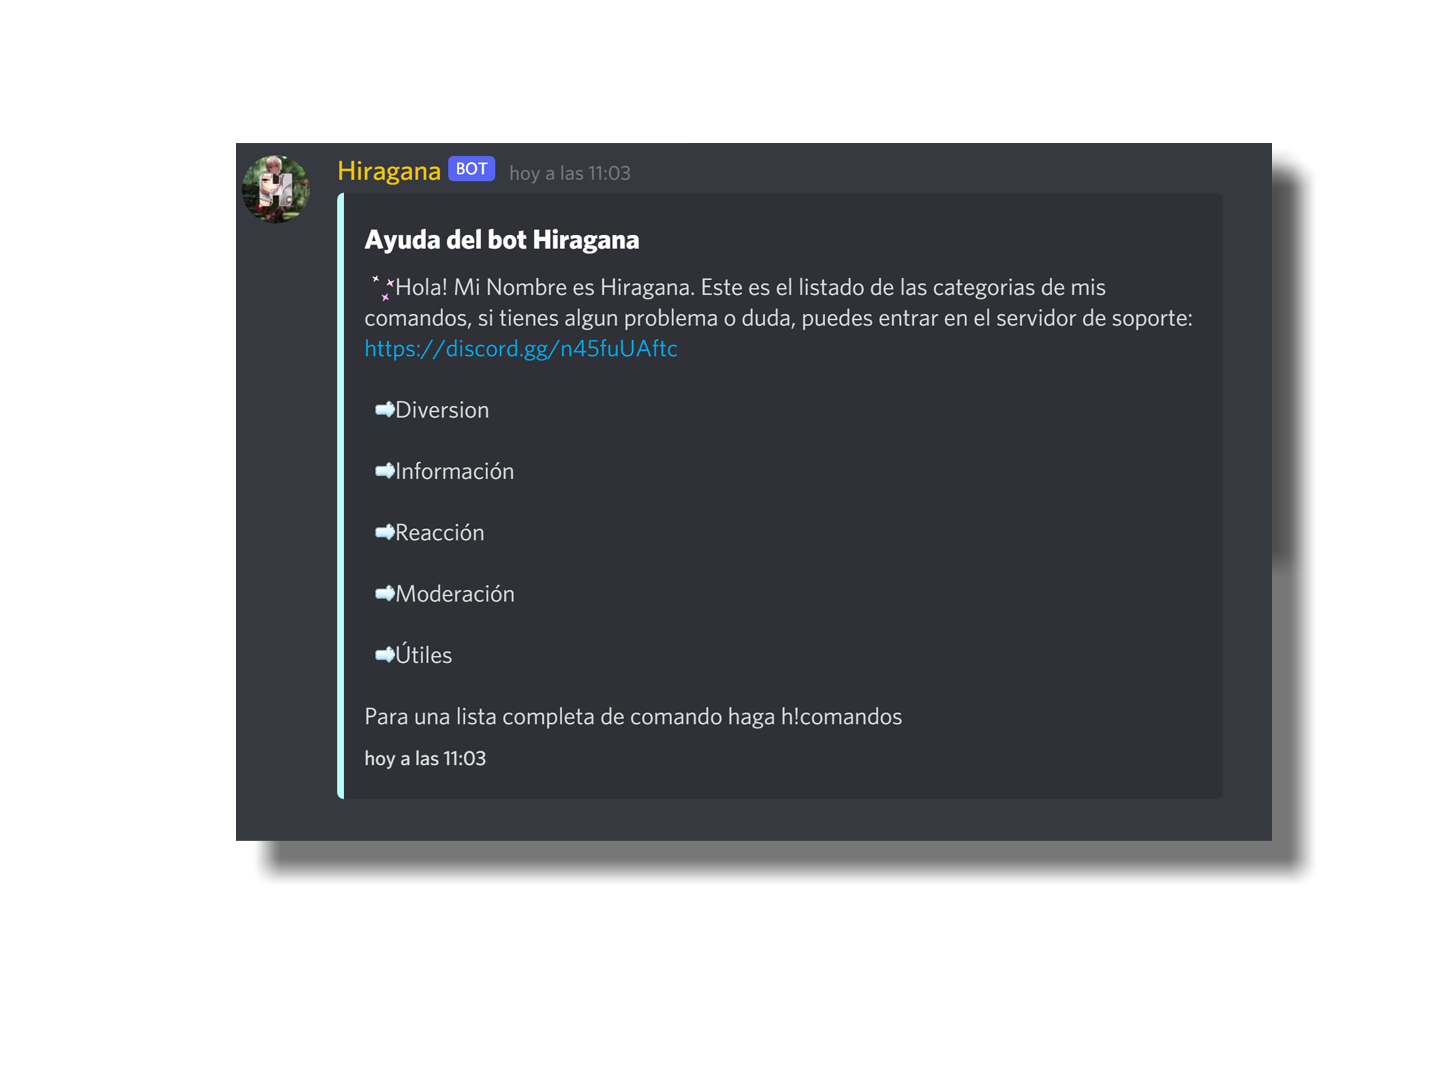 Hiragana BOT hoy a las 11:03
Ayuda del bot Hiragana
Hola! Mi Nombre es Hiragana. Este es el listado de las categorias de mis
comandos, si tienes algun problema o duda, puedes entrar en el servidor de soporte:
https://discord.gg/n45fuUAftc
Diversion
Información
Reacción
Moderación
Útiles
Para una lista completa de comando haga h!comandos
hoy a las 11:03